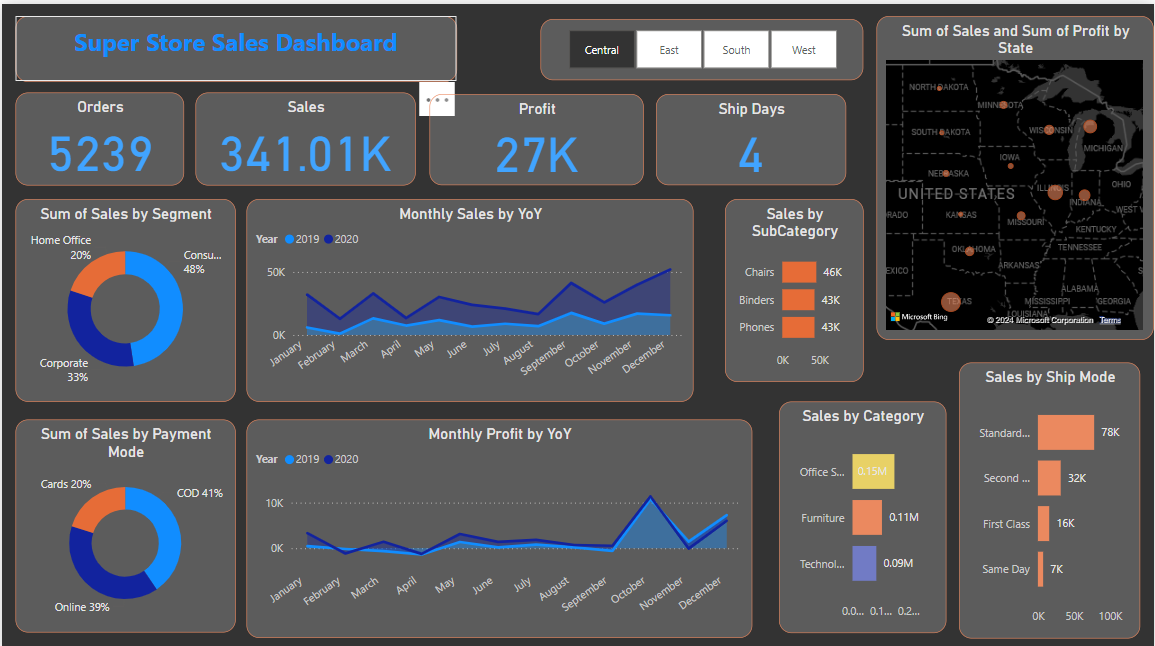 Super Store Sales Dashboard
Central
East
South
West
Sum of Sales and Sum of Profit by
State
Orders
5239
Sales
341.01K
Profit
27K
Ship Days
4
NORTH DAKOTA
MINNESOTA
SOUTH DAKOTA
WISCONSIN
MICHIGAN
IOWA
NEBRASKA
UNITED STATES
ILLINOIS
INDIANA
OHIO
RADO
KANSAS
MISSOURI
WEST V
KENTUCKY
OKLAHOMA
TENNESSEE
EXICO
ARKANSAS
ALABAMA
TEXAS
MISSISSIPPI
GEORGIA
LOUISIANA
Microsoft Bing
© 2024 Microsoft Corporation
Terms
Sum of Sales by Segment
Home Office
20%
Consu...
48%
Corporate
33%
Monthly Sales by YoY
Year 2019 2020
50K
0K
January
February
March
April
May
June
July
August
September
October
November
December
Sales by
SubCategory
Chairs 46K
Binders 43K
Phones 43K
0K 50K
Sum of Sales by Payment
Mode
Cards 20%
COD 41%
Online 39%
Monthly Profit by YoY
Year 2019 2020
10K
0K
January
February
March
April
May
June
July
August
September
October
November
December
Sales by Category
Office S... 0.15M
Furniture 0.11M
Technol... 0.09M
0.0... 0.1... 0.2...
Sales by Ship Mode
Standard... 78K
Second ... 32K
First Class 16K
Same Day 7K
0K 50K 100K